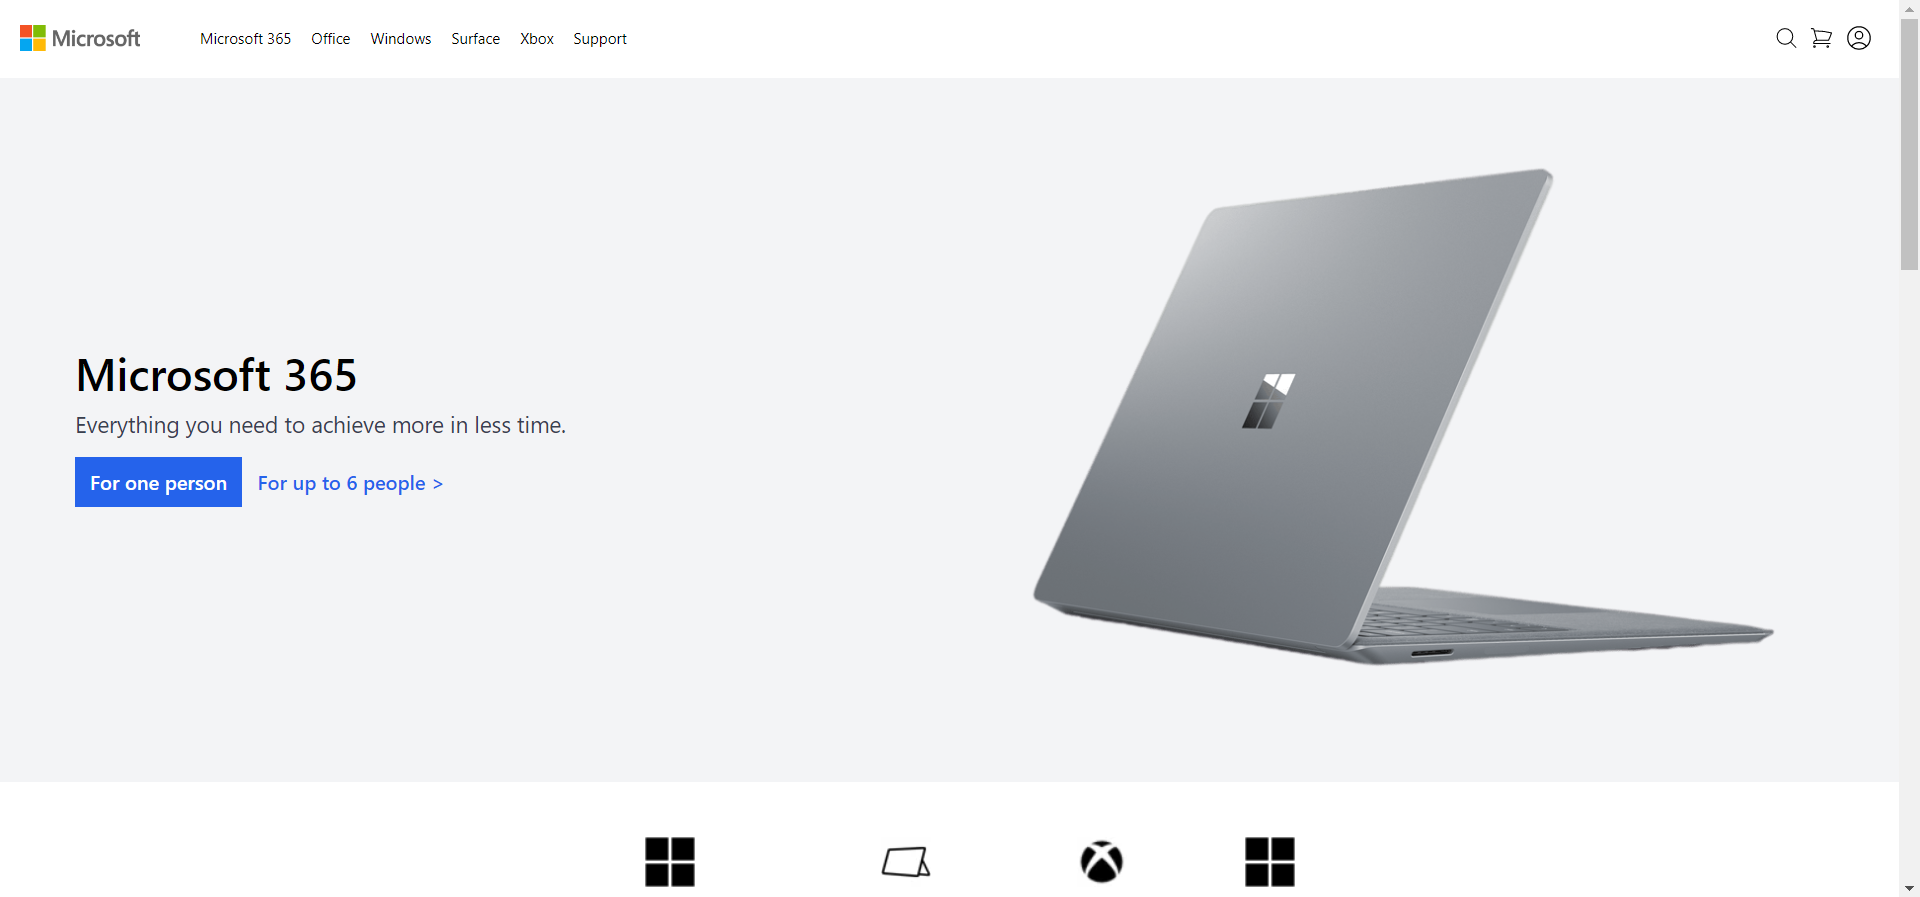 Microsoft
Microsoft 365 Office Windows Surface Xbox Support
Microsoft 365
Everything you need to achieve more in less time.
For one person For up to 6 people >